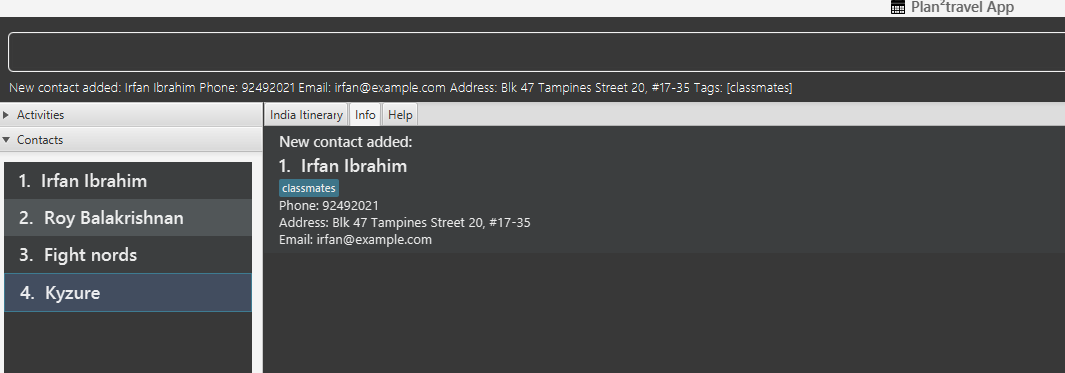 Plan²travel App
New contact added: Irfan Ibrahim Phone: 92492021 Email: irfan@example.com Address: Blk 47 Tampines Street 20, #17-35 Tags: [classmates]
Activities
Contacts
1. Irfan Ibrahim
2. Roy Balakrishnan
3. Fight nords
4. Kyzure
India Itinerary Info Help
New contact added:
1. Irfan Ibrahim
classmates
Phone: 92492021
Address: Blk 47 Tampines Street 20, #17-35
Email: irfan@example.com